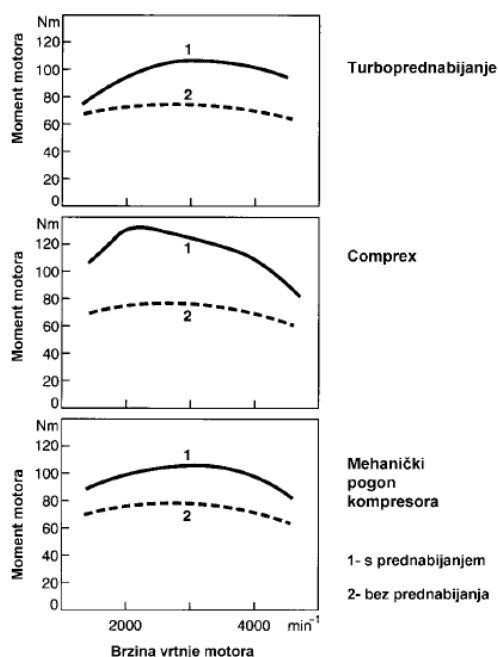 Nm
120
100
80
60
40
20
0
Moment motora
1
2
Turboprednabijanje
Nm
120
100
80
60
40
20
0
Moment motora
1
2
Comprex
Nm
120
100
80
60
40
20
0
Moment motora
1
2
Mehanički
pogon
kompresora
1- s prednabijanjem
2- bez prednabijanja
2000 3000 4000 min⁻¹
Brzina vrtnje motora